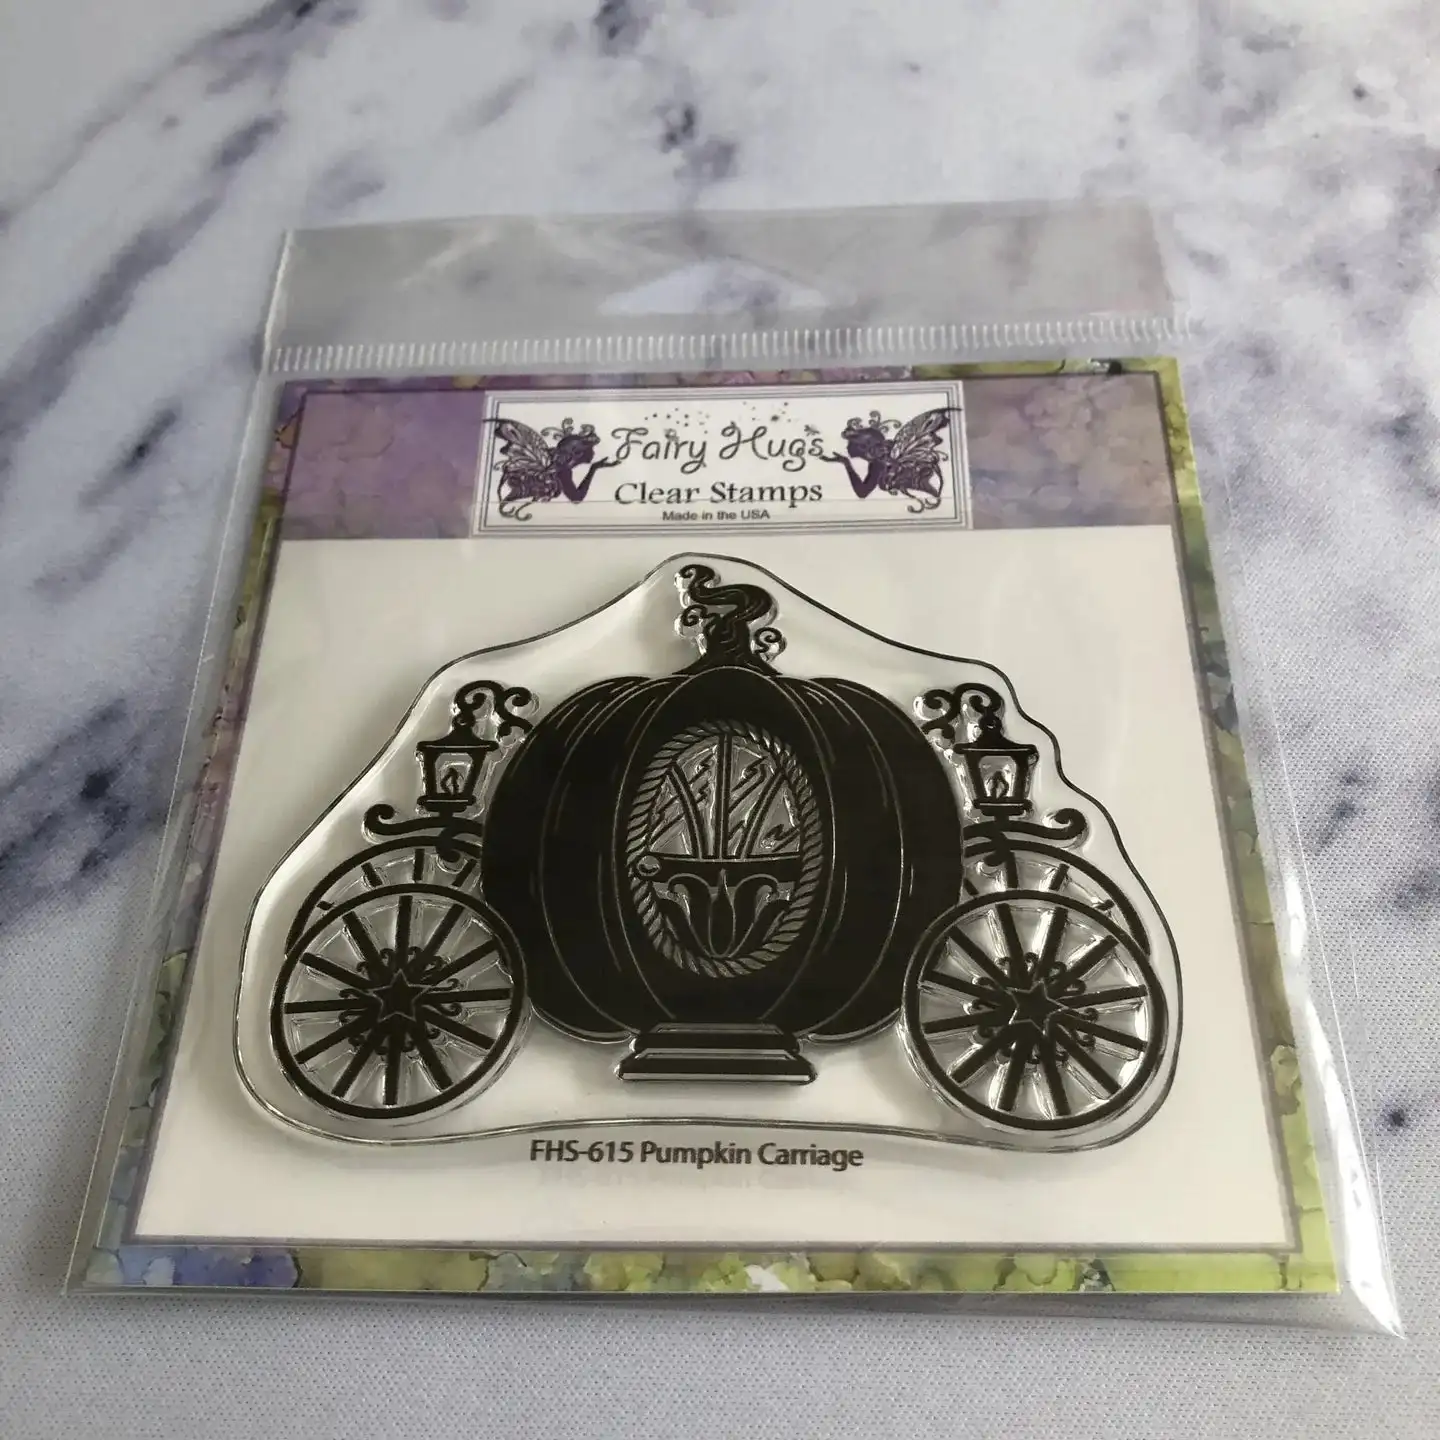 Fairy Hugs
Clear Stamps
Made in the USA
FHS-615 Pumpkin Carriage